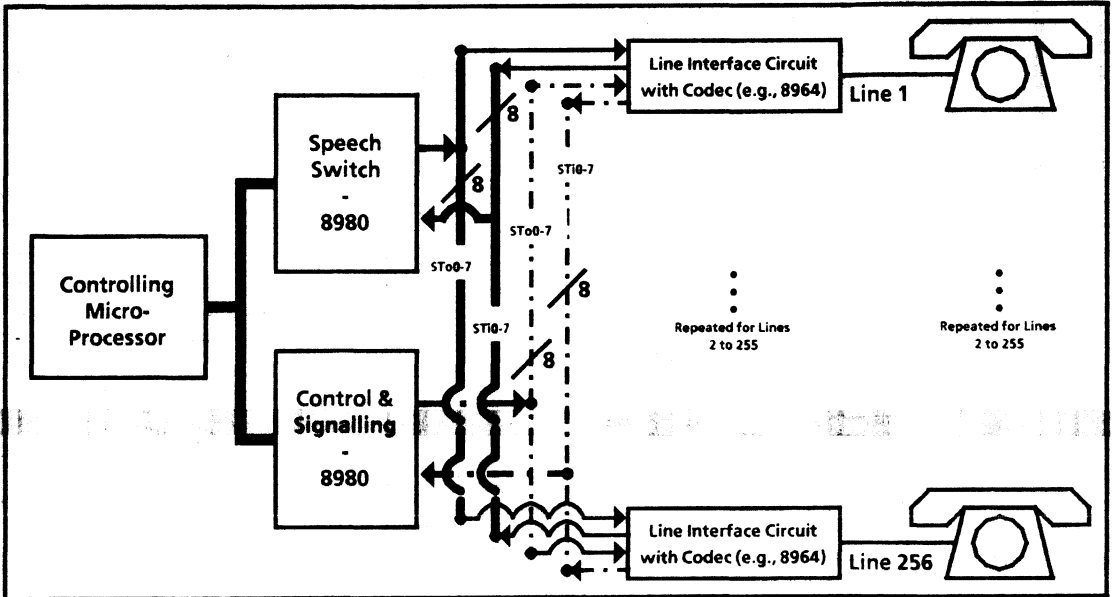 Line Interface Circuit
with Codec (e.g., 8964)
Line 1
8
Speech
Switch
-
8980
8
STi0-7
STo0-7
STo0-7
Controlling
Micro-
Processor
8
STi0-7
Repeated for Lines
2 to 255
Repeated for Lines
2 to 255
8
Control &
Signalling
-
8980
Line Interface Circuit
with Codec (e.g., 8964)
Line 256